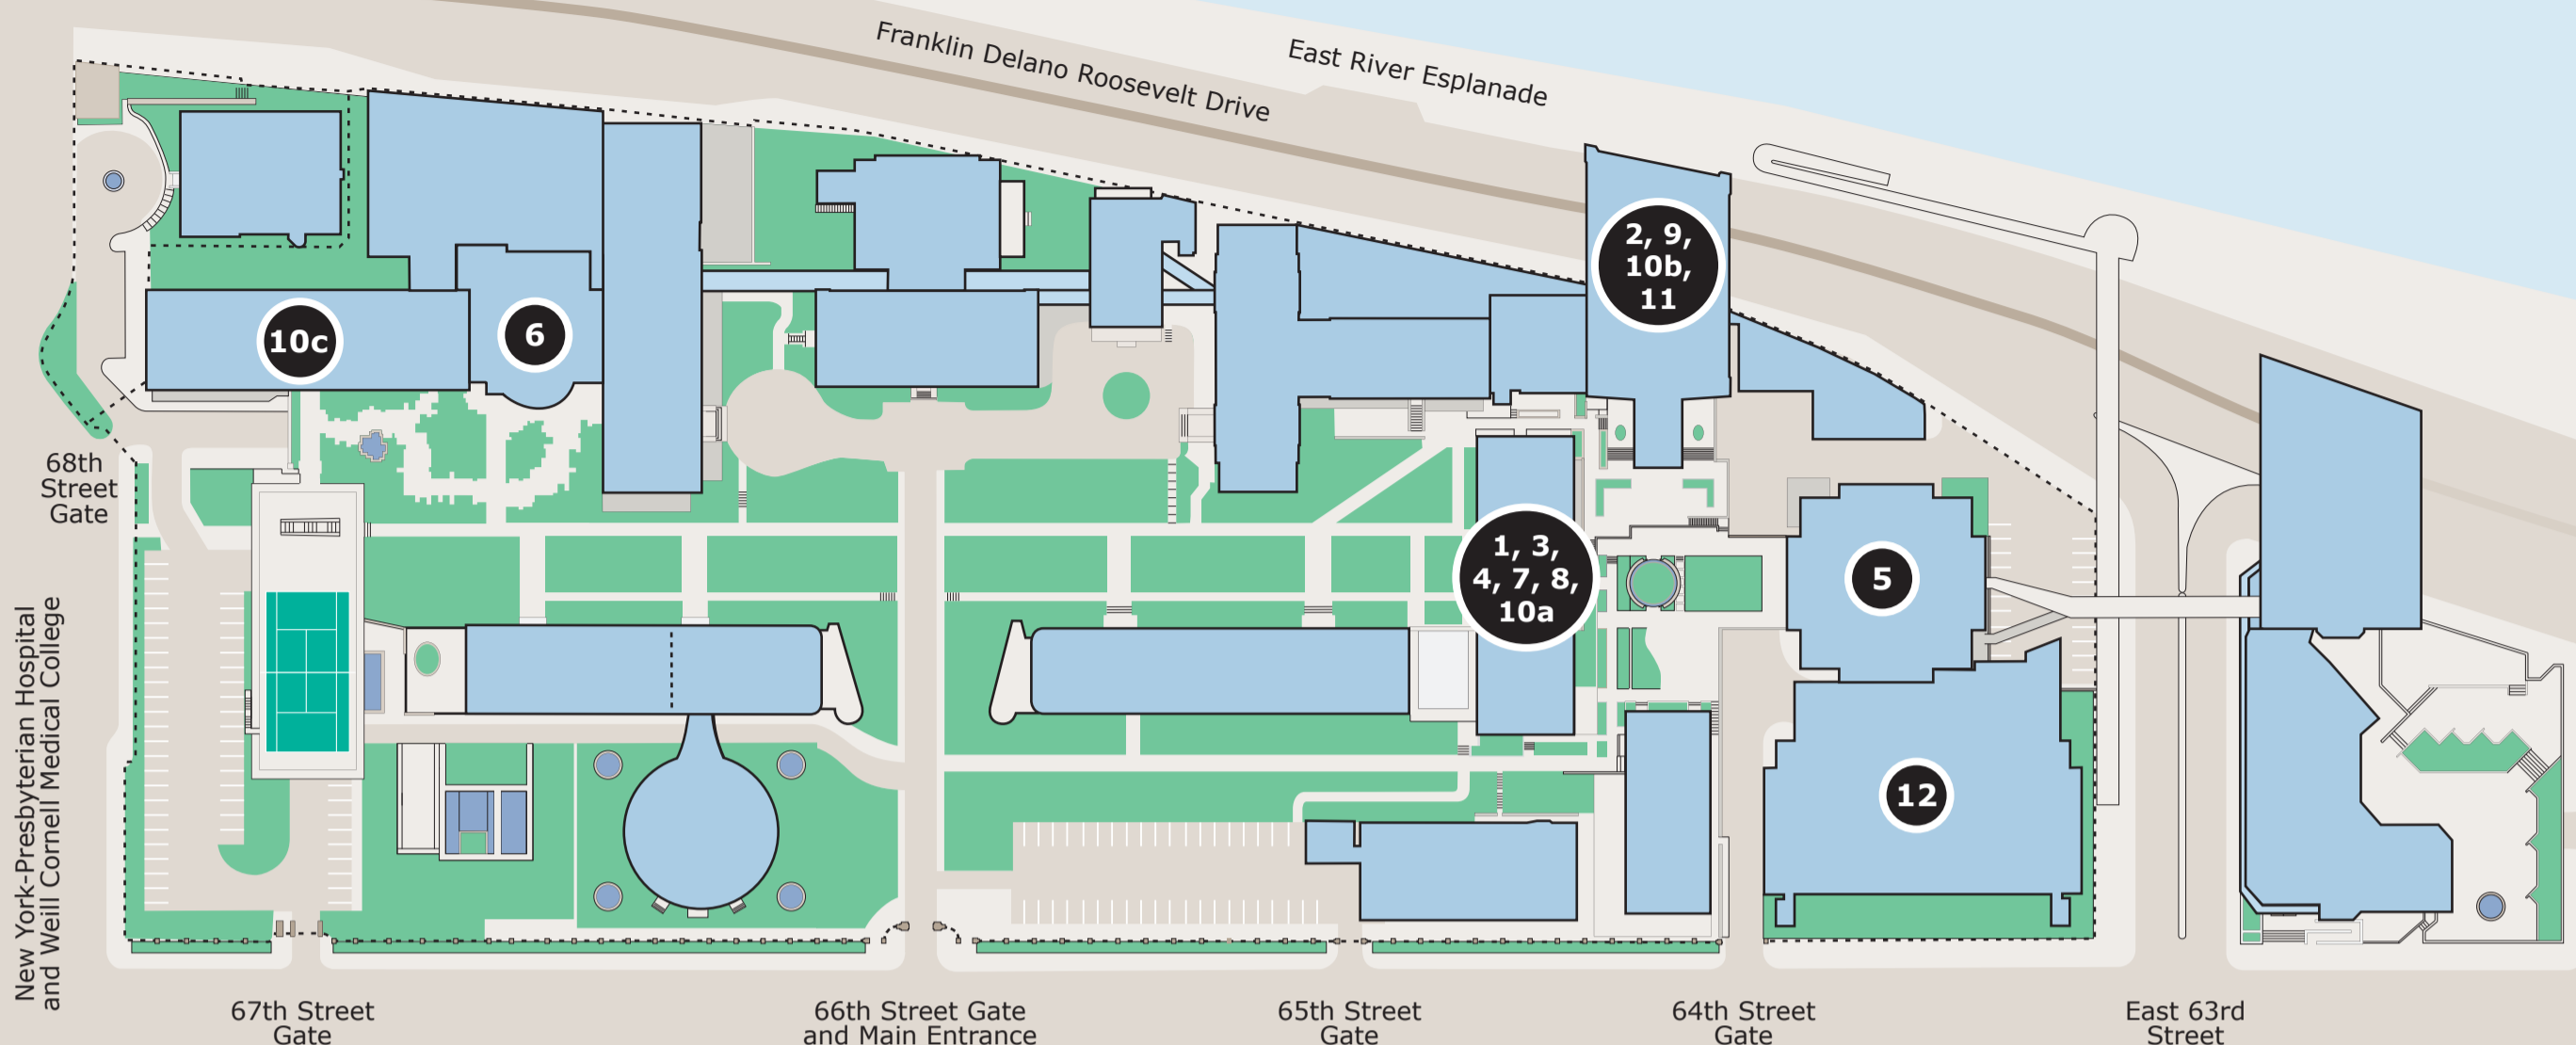 Franklin Delano Roosevelt Drive
East River Esplanade
2, 9,
10b,
11
10c
6
68th
Street
Gate
1, 3,
4, 7, 8,
10a
5
12
New York-Presbyterian Hospital
and Weill Cornell Medical College
67th Street
Gate
66th Street Gate
and Main Entrance
65th Street
Gate
64th Street
Gate
East 63rd
Street